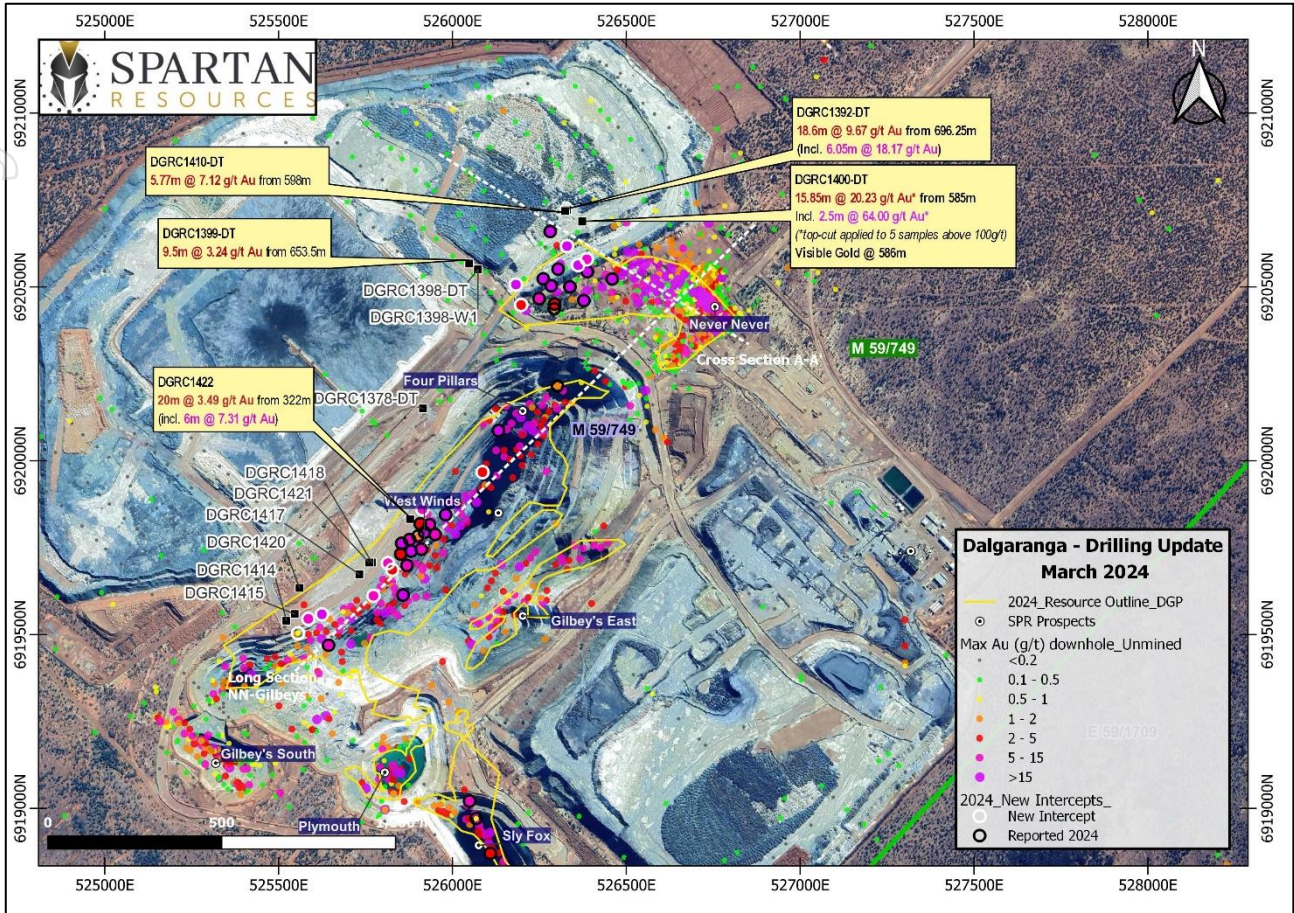 525000E
525500E
526000E
526500E
527000E
527500E
528000E
SPARTAN
RESOURCES
N
6921000N
6921000N
DGRC1392-DT
18.6m @ 9.67 g/t Au from 696.25m
(Incl. 6.05m @ 18.17 g/t Au)
DGRC1410-DT
5.77m @ 7.12 g/t Au from 598m
DGRC1400-DT
15.85m @ 20.23 g/t Au* from 585m
Incl. 2.5m @ 64.00 g/t Au*
(*top-cut applied to 5 samples above 100g/t)
Visible Gold @ 586m
DGRC1399-DT
9.5m @ 3.24 g/t Au from 653.5m
6920500N
6920500N
DGRC1398-DT
DGRC1398-W1
Never Never
M 59/749
Cross Section A-A'
DGRC1422
20m @ 3.49 g/t Au from 322m
(incl. 6m @ 7.31 g/t Au)
Four Pillars
DGRC1378-DT
M 59/749
6920000N
6920000N
DGRC1418
DGRC1421
DGRC1417
DGRC1420
DGRC1414
DGRC1415
West Winds
Gilbey's East
6919500N
6919500N
Long Section
NN-Gilbeys
Gilbey's South
Plymouth
Sly Fox
E 59/1709
6919000N
6919000N
0
500
Dalgaranga - Drilling Update
March 2024
2024_Resource Outline_DGP
SPR Prospects
Max Au (g/t) downhole_Unmined
<0.2
0.1 - 0.5
0.5 - 1
1 - 2
2 - 5
5 - 15
>15
2024_New Intercepts_
New Intercept
Reported 2024
525000E
525500E
526000E
526500E
527000E
527500E
528000E